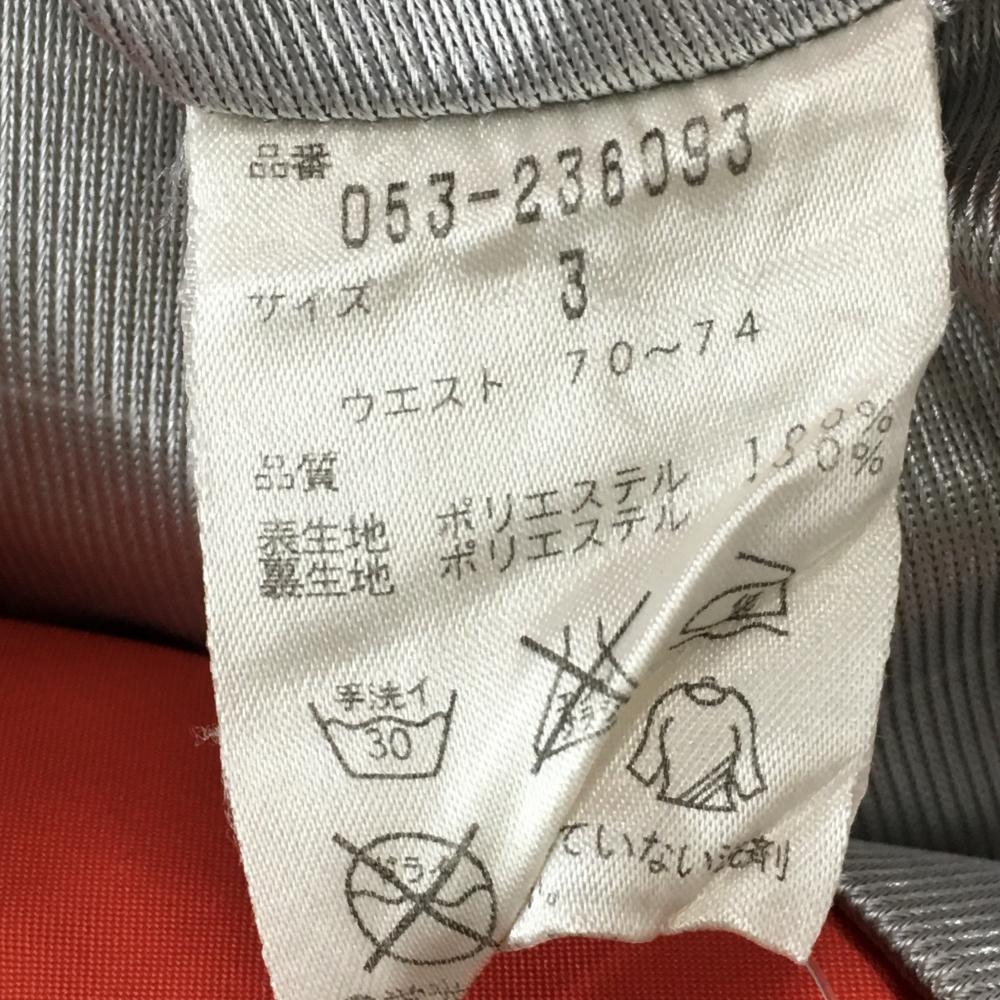 品番 053-236093
サイズ 3
ウエスト 70～74
品質
表生地 ポリエステル 100%
裏生地 ポリエステル 100%
手洗イ
30
ていない洗剤